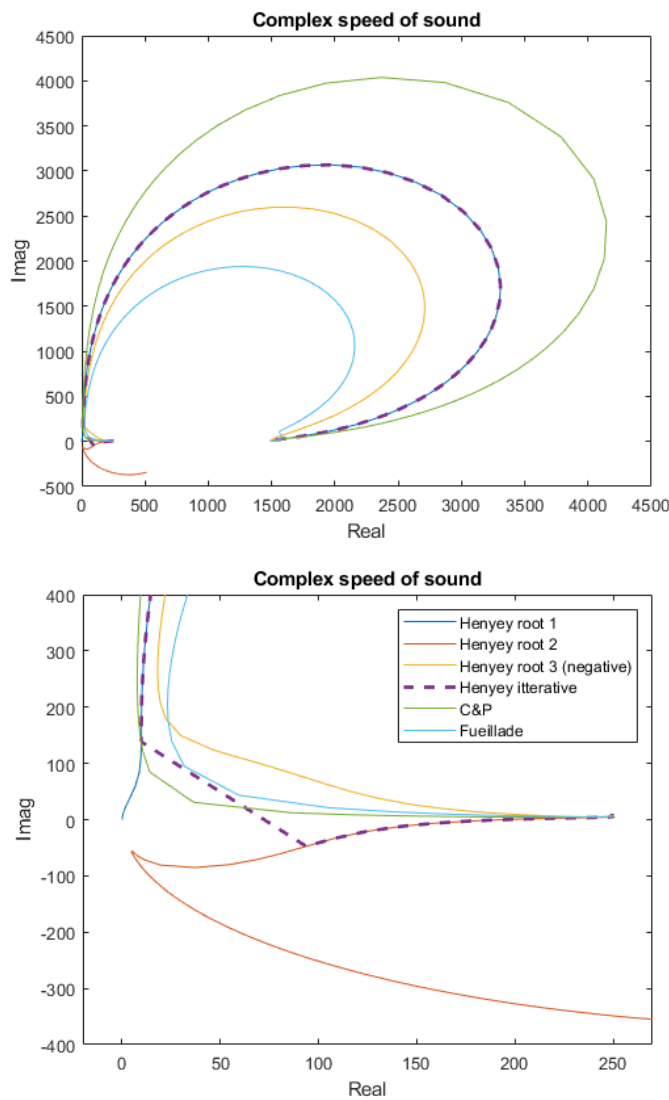 Complex speed of sound
4500
4000
3500
3000
2500
2000
1500
1000
500
0
-500
Imag
0 500 1000 1500 2000 2500 3000 3500 4000 4500
Real
Complex speed of sound
400
300
200
100
0
-100
-200
-300
-400
Imag
Henyey root 1
Henyey root 2
Henyey root 3 (negative)
Henyey itterative
C&P
Fueillade
0 50 100 150 200 250
Real